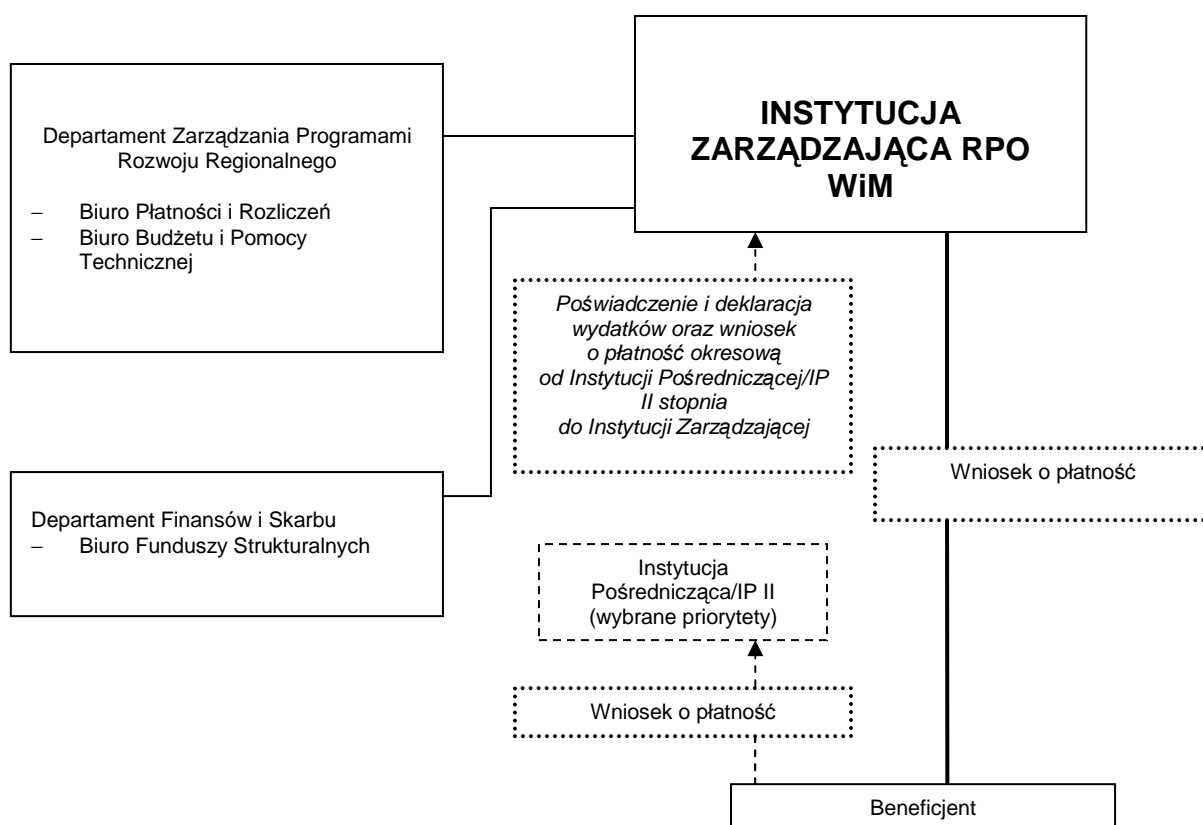 INSTYTUCJA
ZARZĄDZAJĄCA RPO
WiM
Departament Zarządzania Programami
Rozwoju Regionalnego
– Biuro Płatności i Rozliczeń
– Biuro Budżetu i Pomocy
Technicznej
Poświadczenie i deklaracja
wydatków oraz wniosek
o płatność okresową
od Instytucji Pośredniczącej/IP
II stopnia
do Instytucji Zarządzającej
Wniosek o płatność
Departament Finansów i Skarbu
– Biuro Funduszy Strukturalnych
Instytucja
Pośrednicząca/IP II
(wybrane priorytety)
Wniosek o płatność
Beneficjent